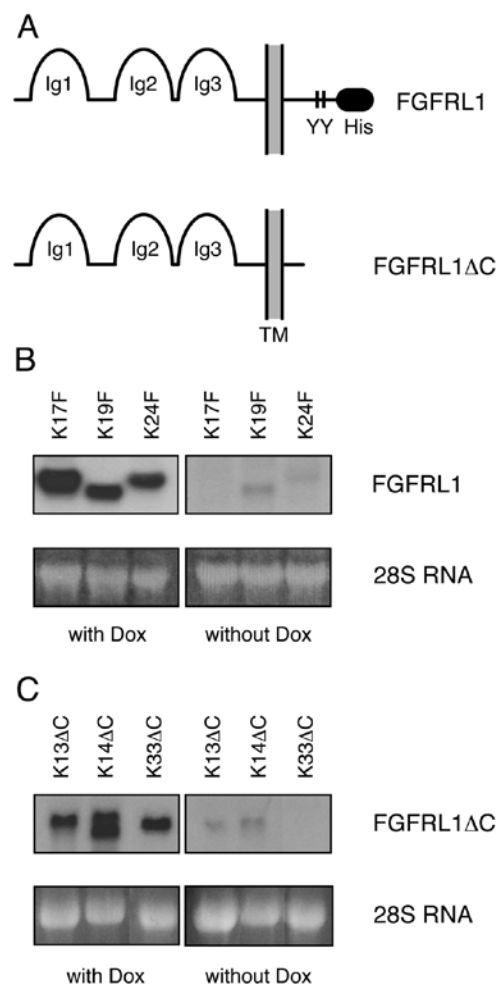 A
Ig1 Ig2 Ig3 FGFRL1
YY His
Ig1 Ig2 Ig3 FGFRL1ΔC
TM
B
K17F K19F K24F K17F K19F K24F
FGFRL1
28S RNA
with Dox without Dox
C
K13ΔC K14ΔC K33ΔC K13ΔC K14ΔC K33ΔC
FGFRL1ΔC
28S RNA
with Dox without Dox